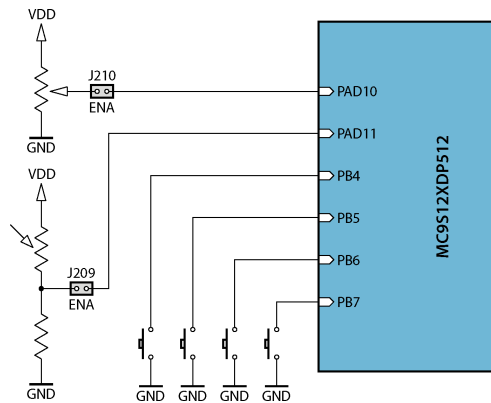 VDD
J210
ENA
GND
VDD
J209
ENA
GND
GND
GND
GND
GND
PAD10
PAD11
PB4
PB5
PB6
PB7
MC9S12XDP512